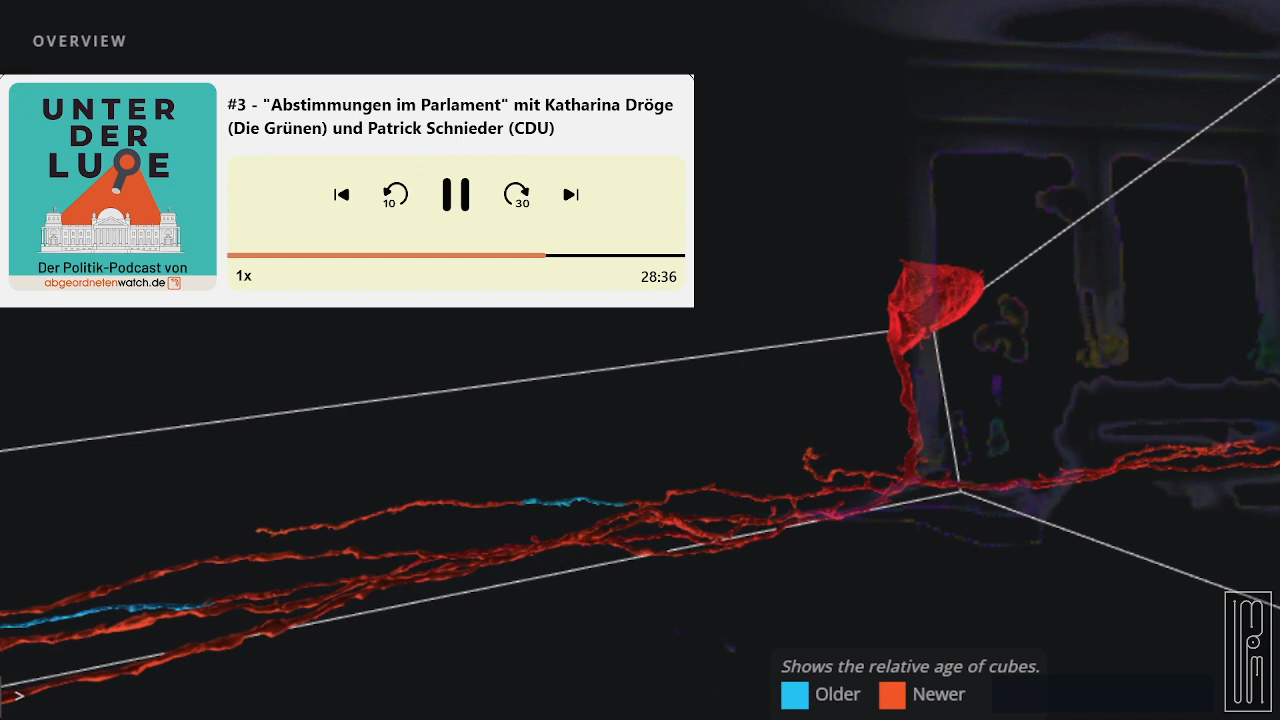 OVERVIEW
UNTER
DER
LUPE
Der Politik-Podcast von
abgeordnetenwatch.de
#3 - "Abstimmungen im Parlament" mit Katharina Dröge
(Die Grünen) und Patrick Schnieder (CDU)
10
30
1x
28:36
Shows the relative age of cubes.
Older
Newer
>